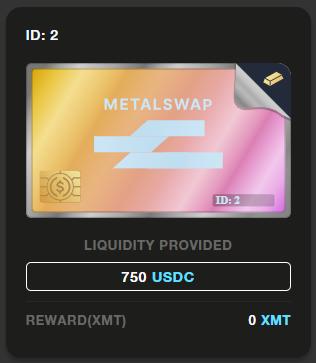 ID: 2
METALSWAP
ID: 2
LIQUIDITY PROVIDED
750 USDC
REWARD(XMT) 0 XMT